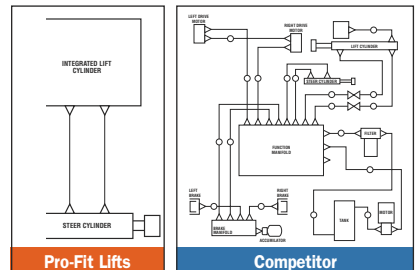 INTEGRATED LIFT
CYLINDER
STEER CYLINDER
Pro-Fit Lifts
LEFT DRIVE
MOTOR
RIGHT DRIVE
MOTOR
LIFT CYLINDER
STEER CYLINDER
FUNCTION
MANIFOLD
FILTER
LEFT
BRAKE
RIGHT
BRAKE
BRAKE
MANIFOLD
ACCUMULATOR
TANK
MOTOR
Competitor